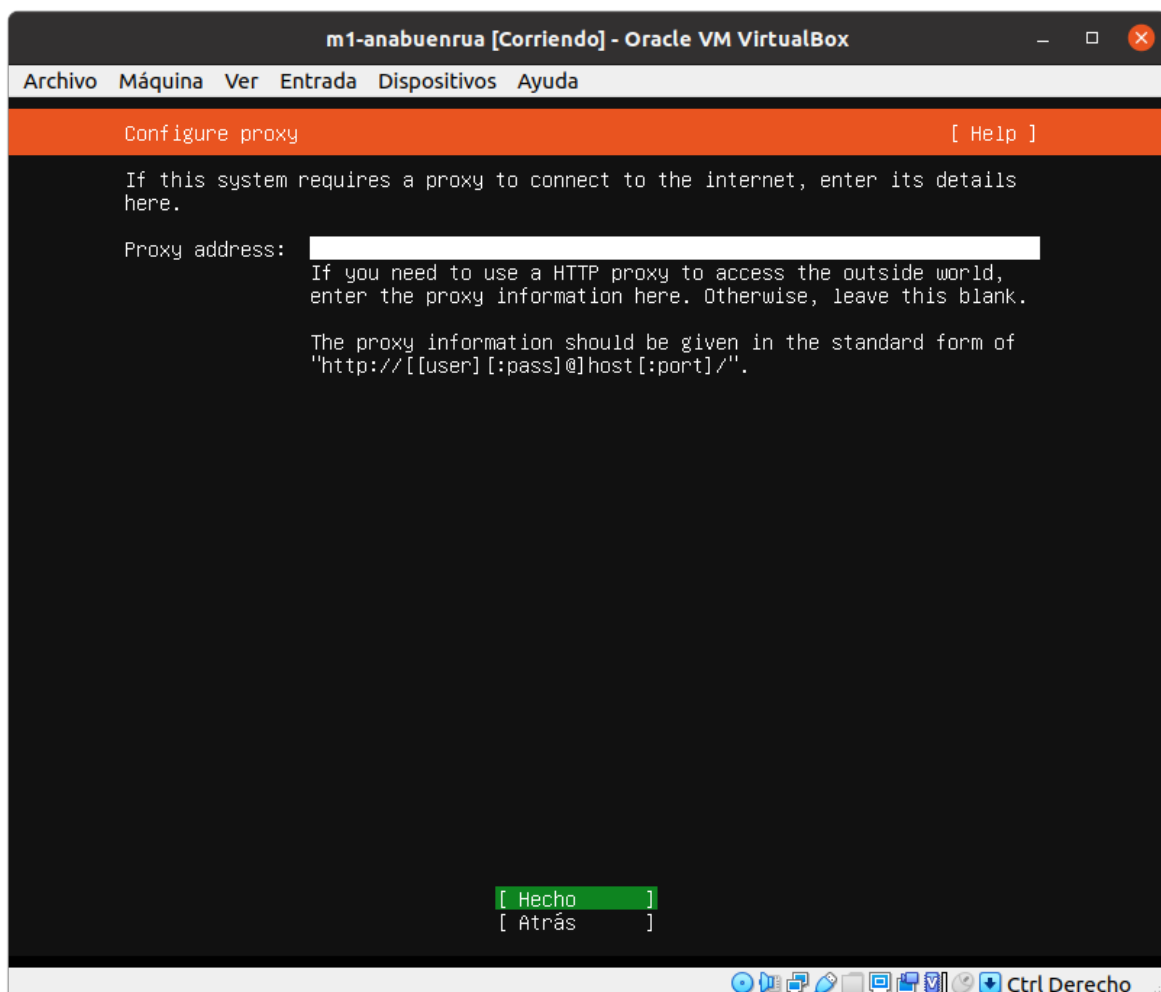 m1-anabuenrua [Corriendo] - Oracle VM VirtualBox
Archivo Máquina Ver Entrada Dispositivos Ayuda
Configure proxy [ Help ]
If this system requires a proxy to connect to the internet, enter its details
here.
Proxy address:
If you need to use a HTTP proxy to access the outside world,
enter the proxy information here. Otherwise, leave this blank.
The proxy information should be given in the standard form of
"http://[[user][:pass]@]host[:port]/".
[ Hecho ]
[ Atrás ]
Ctrl Derecho